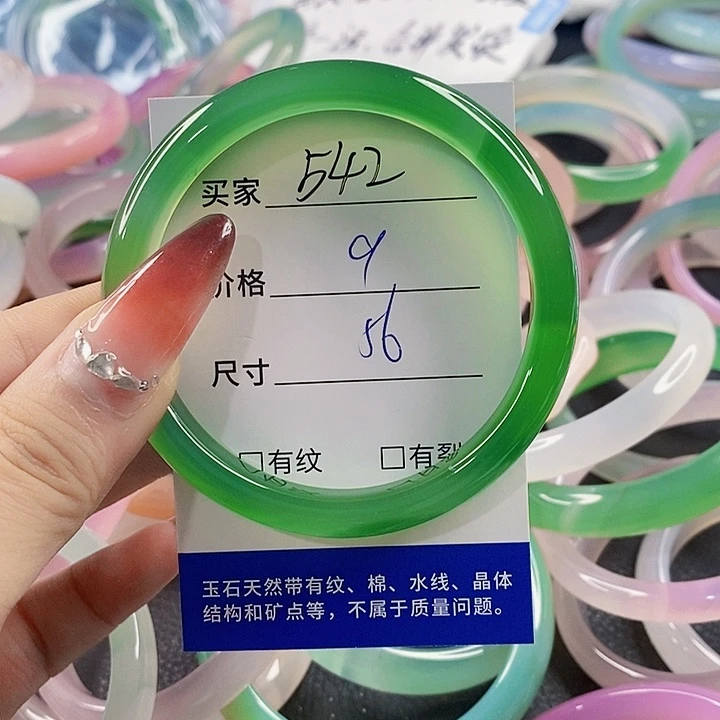 买家 542
价格 9
尺寸 56
□有纹 □有裂
玉石天然带有纹、棉、水线、晶体
结构和矿点等，不属于质量问题。